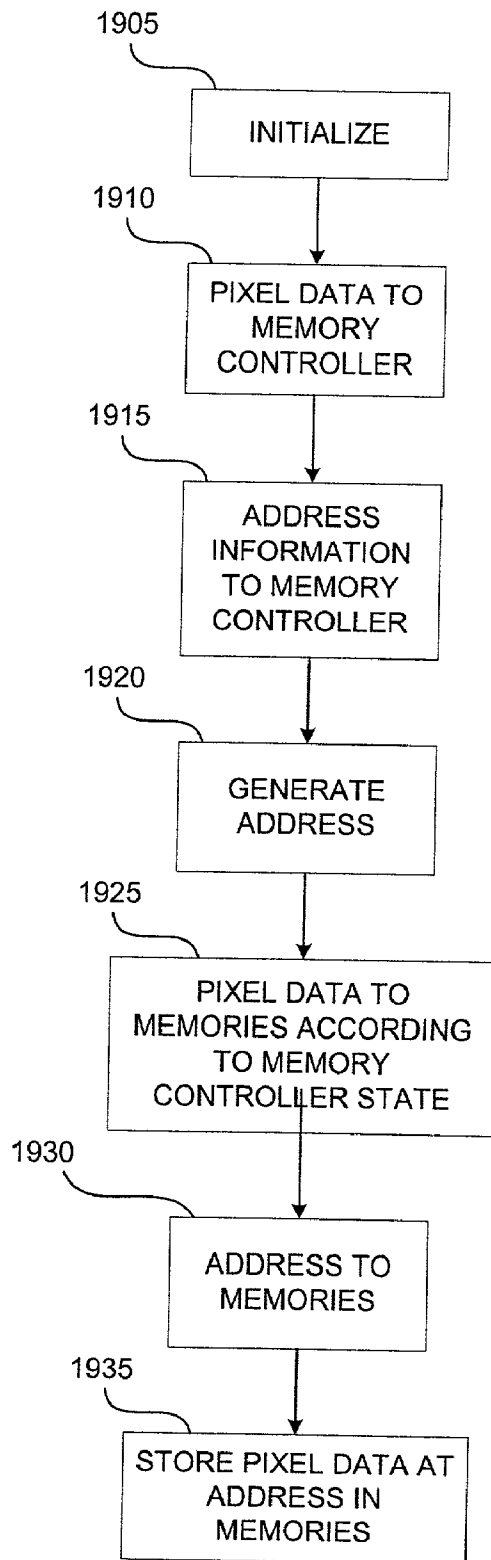 1905
INITIALIZE
1910
PIXEL DATA TO
MEMORY
CONTROLLER
1915
ADDRESS
INFORMATION
TO MEMORY
CONTROLLER
1920
GENERATE
ADDRESS
1925
PIXEL DATA TO
MEMORIES ACCORDING
TO MEMORY
CONTROLLER STATE
1930
ADDRESS TO
MEMORIES
1935
STORE PIXEL DATA AT
ADDRESS IN
MEMORIES